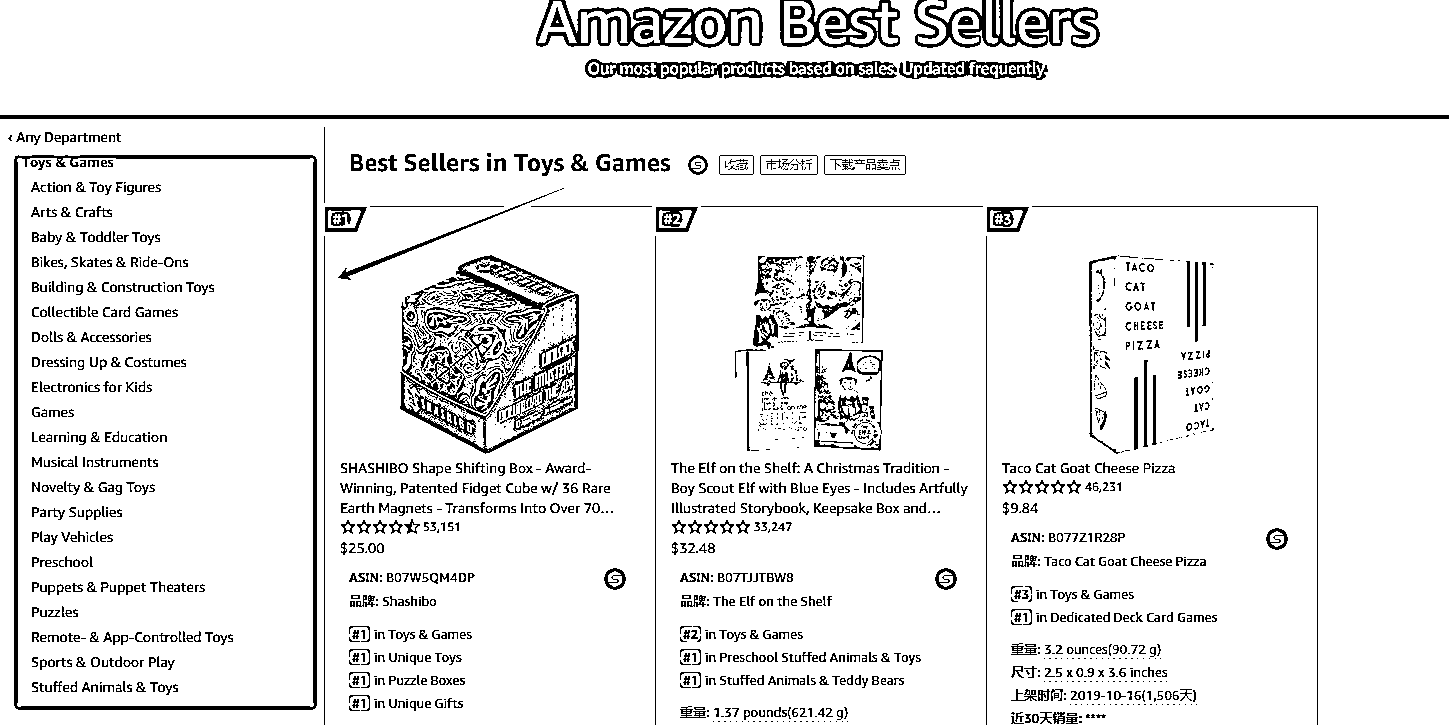 Amazon Best Sellers
Our most popular products based on sales. Updated frequently.
‹ Any Department
Toys & Games
Action & Toy Figures
Arts & Crafts
Baby & Toddler Toys
Bikes, Skates & Ride-Ons
Building & Construction Toys
Collectible Card Games
Dolls & Accessories
Dressing Up & Costumes
Electronics for Kids
Games
Learning & Education
Musical Instruments
Novelty & Gag Toys
Party Supplies
Play Vehicles
Preschool
Puppets & Puppet Theaters
Puzzles
Remote- & App-Controlled Toys
Sports & Outdoor Play
Stuffed Animals & Toys
Best Sellers in Toys & Games 收藏 市场分析 下载产品卖点
#1
SHASHIBO Shape Shifting Box - Award-
Winning, Patented Fidget Cube w/ 36 Rare
Earth Magnets - Transforms Into Over 70...
53,151
$25.00
ASIN: B07W5QM4DP
品牌: Shashibo
#1 in Toys & Games
#1 in Unique Toys
#1 in Puzzle Boxes
#1 in Unique Gifts
#2
The Elf on the Shelf: A Christmas Tradition -
Boy Scout Elf with Blue Eyes - Includes Artfully
Illustrated Storybook, Keepsake Box and...
33,247
$32.48
ASIN: B07TJJTBW8
品牌: The Elf on the Shelf
#2 in Toys & Games
#1 in Preschool Stuffed Animals & Toys
#1 in Stuffed Animals & Teddy Bears
重量: 1.37 pounds(621.42 g)
#3
TACO
CAT
GOAT
CHEESE
PIZZA
PIZZA
CHEESE
GOAT
CAT
TACO
Taco Cat Goat Cheese Pizza
46,231
$9.84
ASIN: B077Z1R28P
品牌: Taco Cat Goat Cheese Pizza
#3 in Toys & Games
#1 in Dedicated Deck Card Games
重量: 3.2 ounces(90.72 g)
尺寸: 2.5 x 0.9 x 3.6 inches
上架时间: 2019-10-16(1,506天)
近30天销量: ****